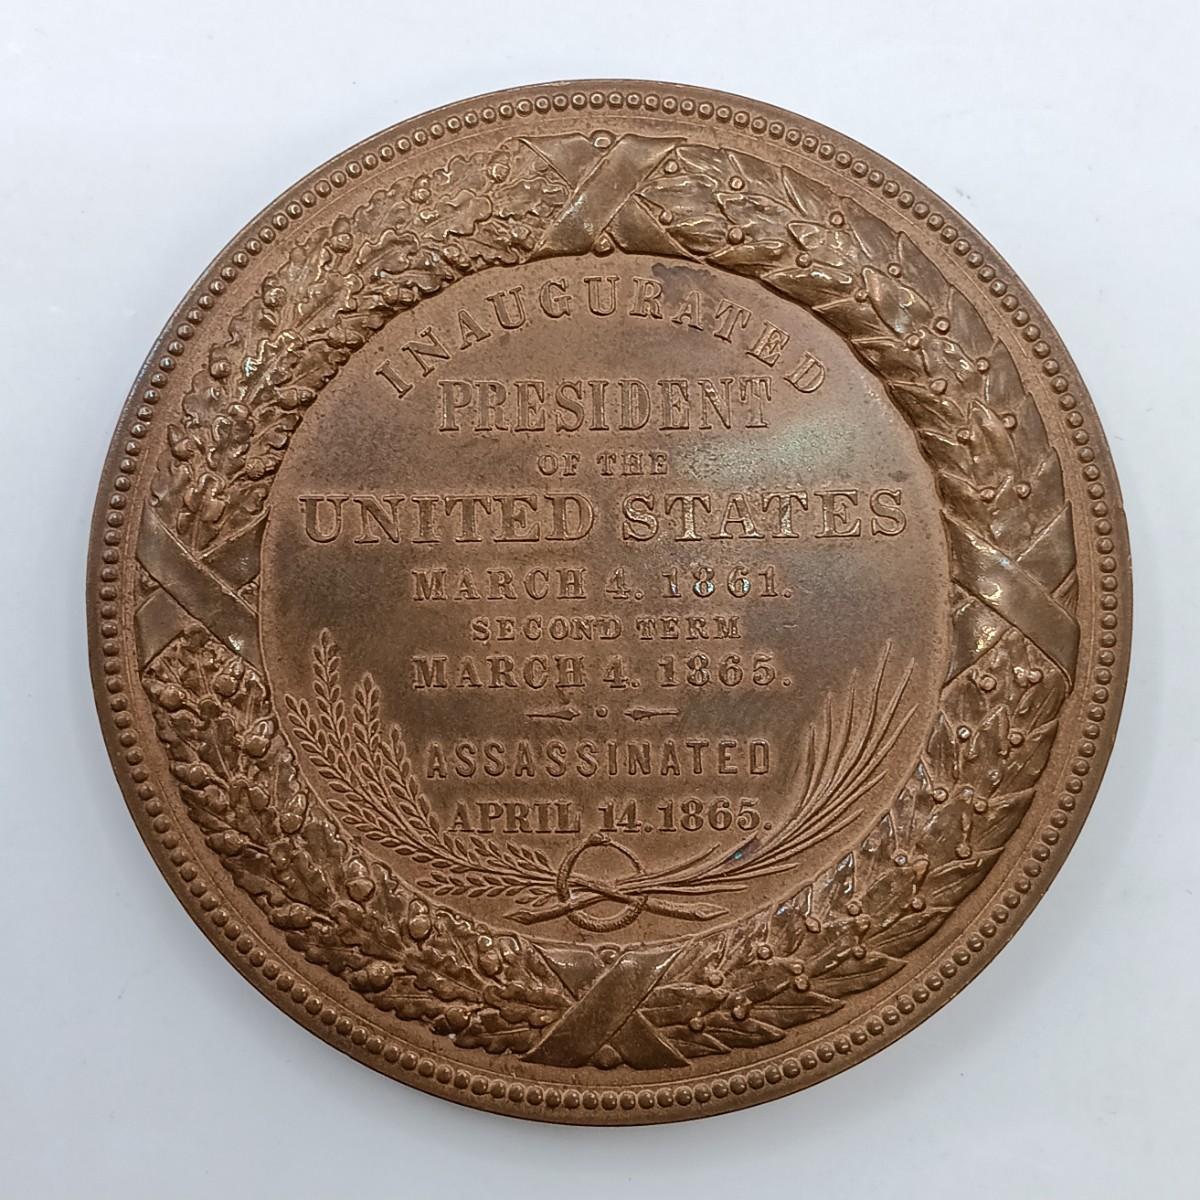 INAUGURATED
PRESIDENT
OF THE
UNITED STATES
MARCH 4. 1861.
SECOND TERM
MARCH 4. 1865.
ASSASSINATED
APRIL 14. 1865.